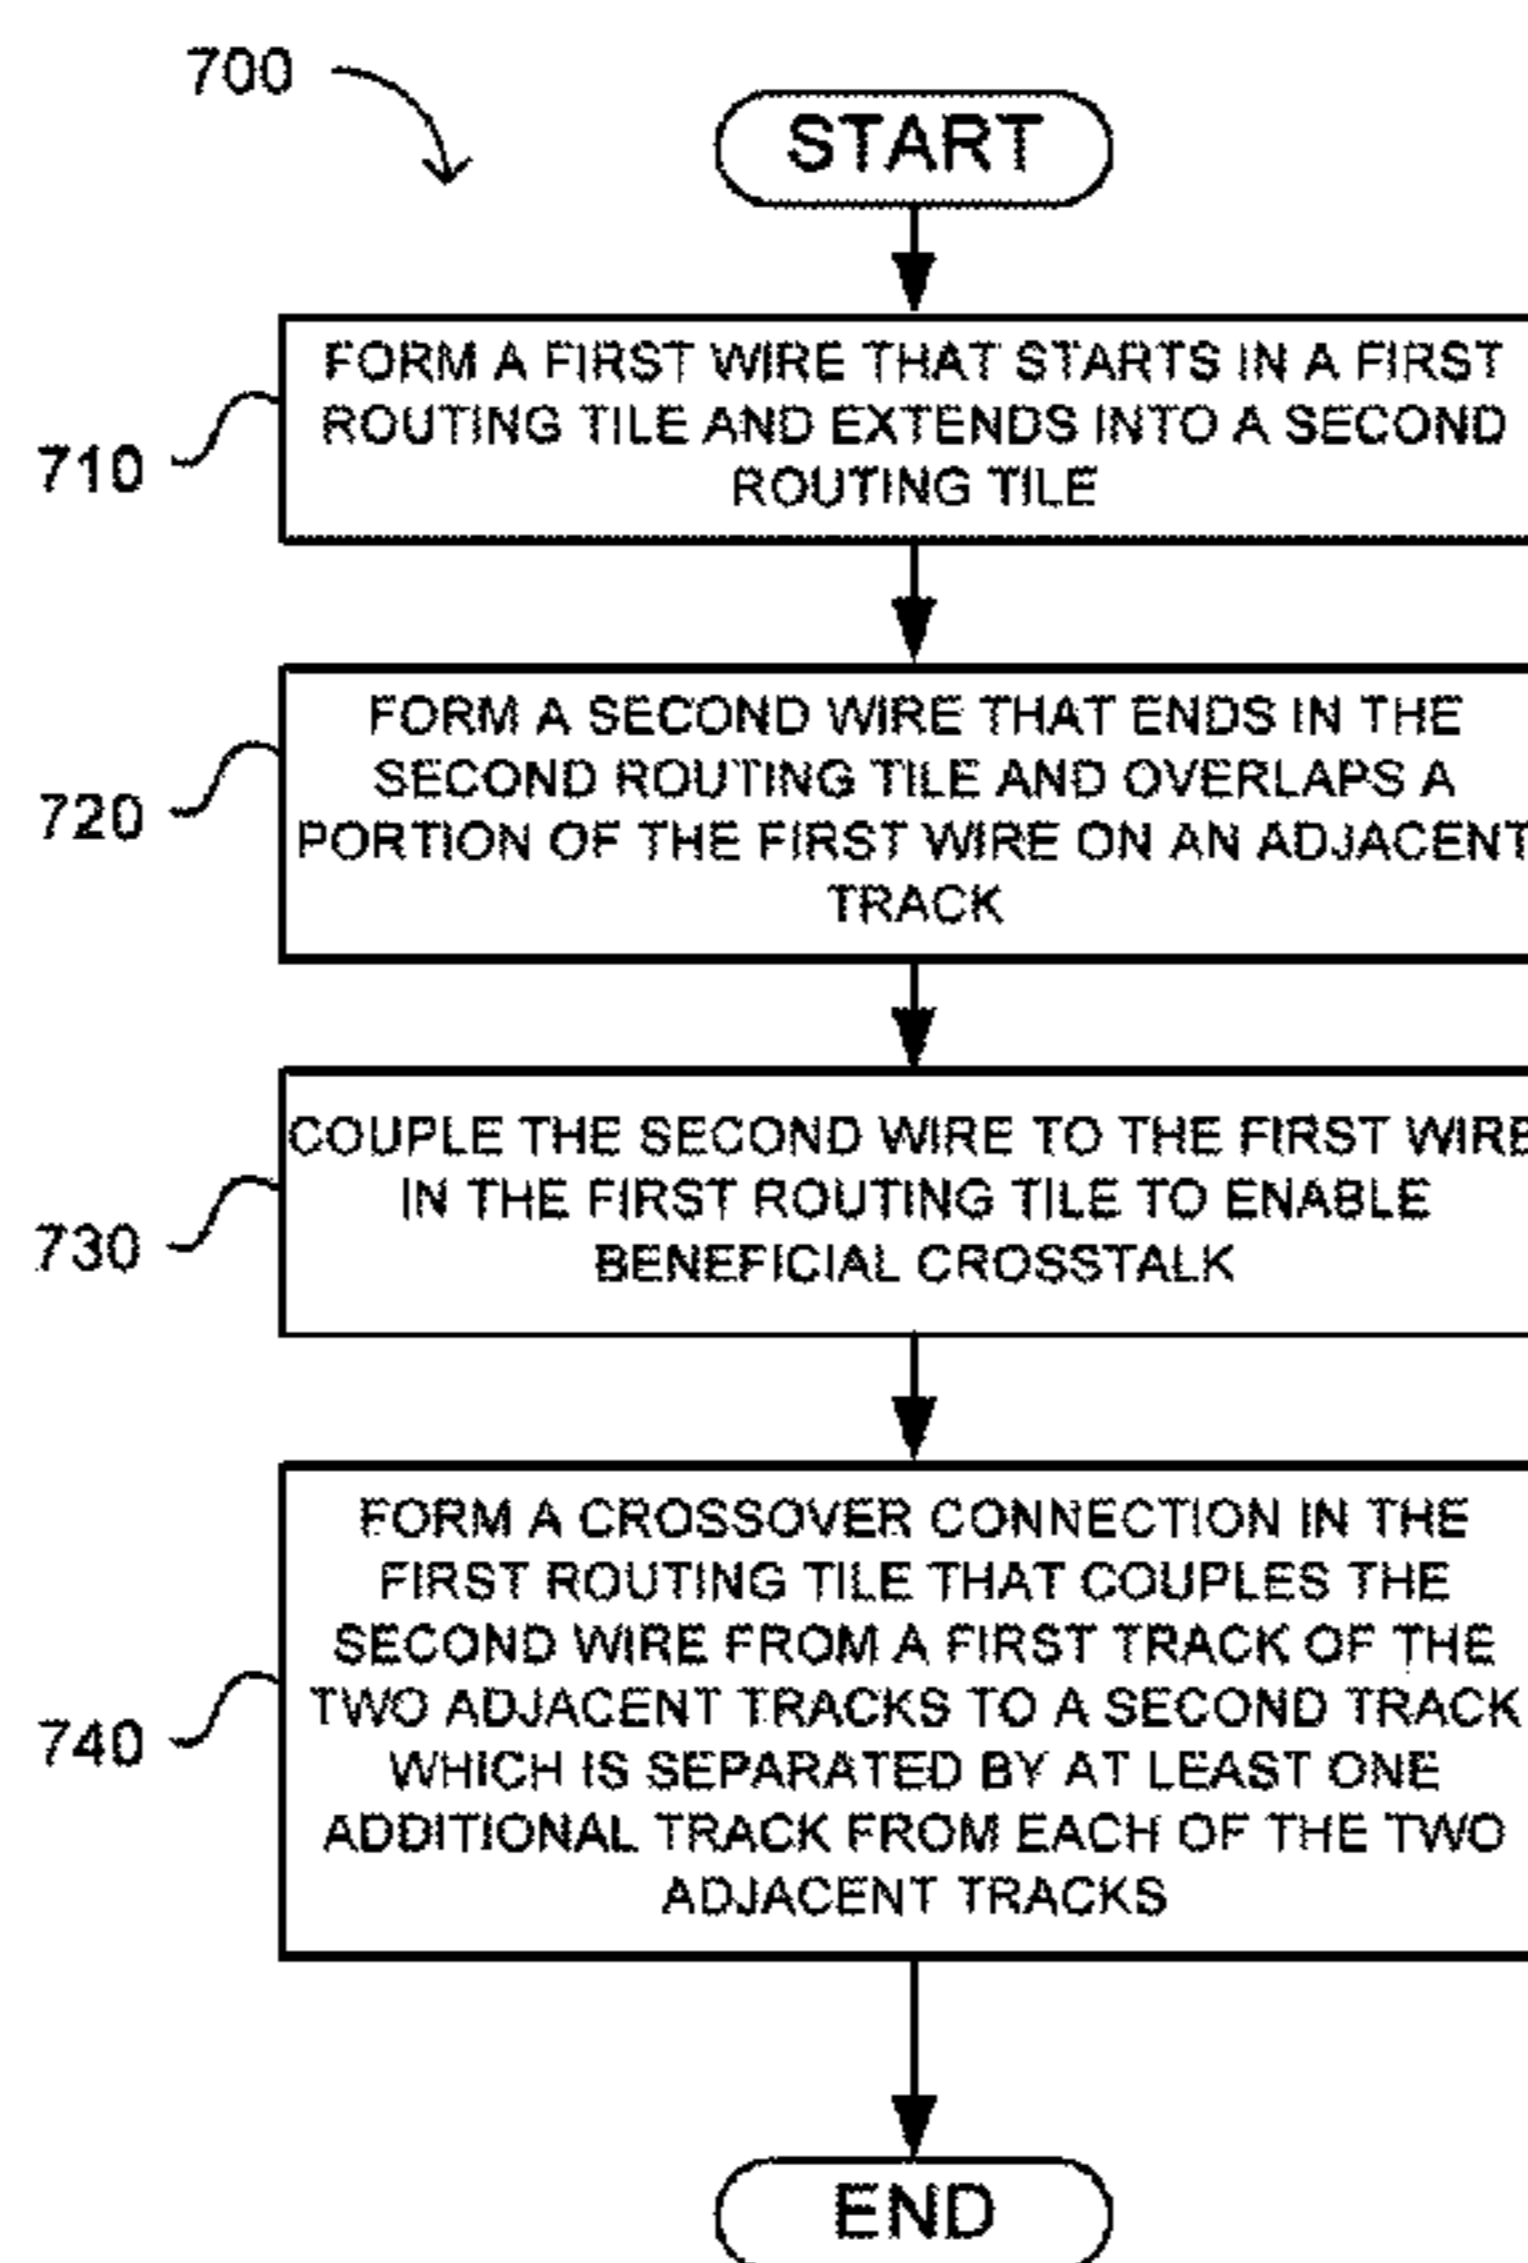 700
START
FORM A FIRST WIRE THAT STARTS IN A FIRST
ROUTING TILE AND EXTENDS INTO A SECOND
ROUTING TILE
710
FORM A SECOND WIRE THAT ENDS IN THE
SECOND ROUTING TILE AND OVERLAPS A
PORTION OF THE FIRST WIRE ON AN ADJACENT
TRACK
720
COUPLE THE SECOND WIRE TO THE FIRST WIRE
IN THE FIRST ROUTING TILE TO ENABLE
BENEFICIAL CROSSTALK
730
FORM A CROSSOVER CONNECTION IN THE
FIRST ROUTING TILE THAT COUPLES THE
SECOND WIRE FROM A FIRST TRACK OF THE
TWO ADJACENT TRACKS TO A SECOND TRACK
WHICH IS SEPARATED BY AT LEAST ONE
ADDITIONAL TRACK FROM EACH OF THE TWO
ADJACENT TRACKS
740
END